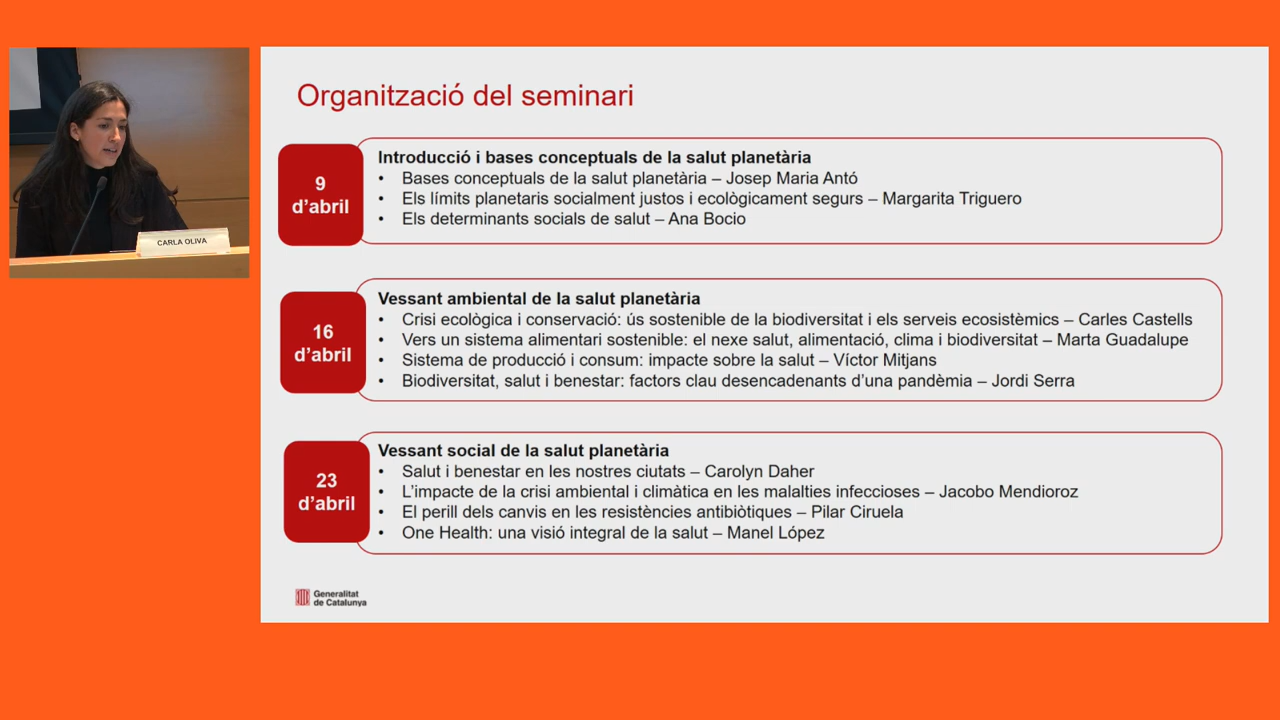 CARLA OLIVA
Organització del seminari
9
d'abril
Introducció i bases conceptuals de la salut planetària
• Bases conceptuals de la salut planetària – Josep Maria Antó
• Els límits planetaris socialment justos i ecològicament segurs – Margarita Triguero
• Els determinants socials de salut – Ana Bocio
16
d'abril
Vessant ambiental de la salut planetària
• Crisi ecològica i conservació: ús sostenible de la biodiversitat i els serveis ecosistèmics – Carles Castells
• Vers un sistema alimentari sostenible: el nexe salut, alimentació, clima i biodiversitat – Marta Guadalupe
• Sistema de producció i consum: impacte sobre la salut – Víctor Mitjans
• Biodiversitat, salut i benestar: factors clau desencadenants d'una pandèmia – Jordi Serra
23
d'abril
Vessant social de la salut planetària
• Salut i benestar en les nostres ciutats – Carolyn Daher
• L'impacte de la crisi ambiental i climàtica en les malalties infeccioses – Jacobo Mendioroz
• El perill dels canvis en les resistències antibiòtiques – Pilar Ciruela
• One Health: una visió integral de la salut – Manel López
Generalitat
de Catalunya